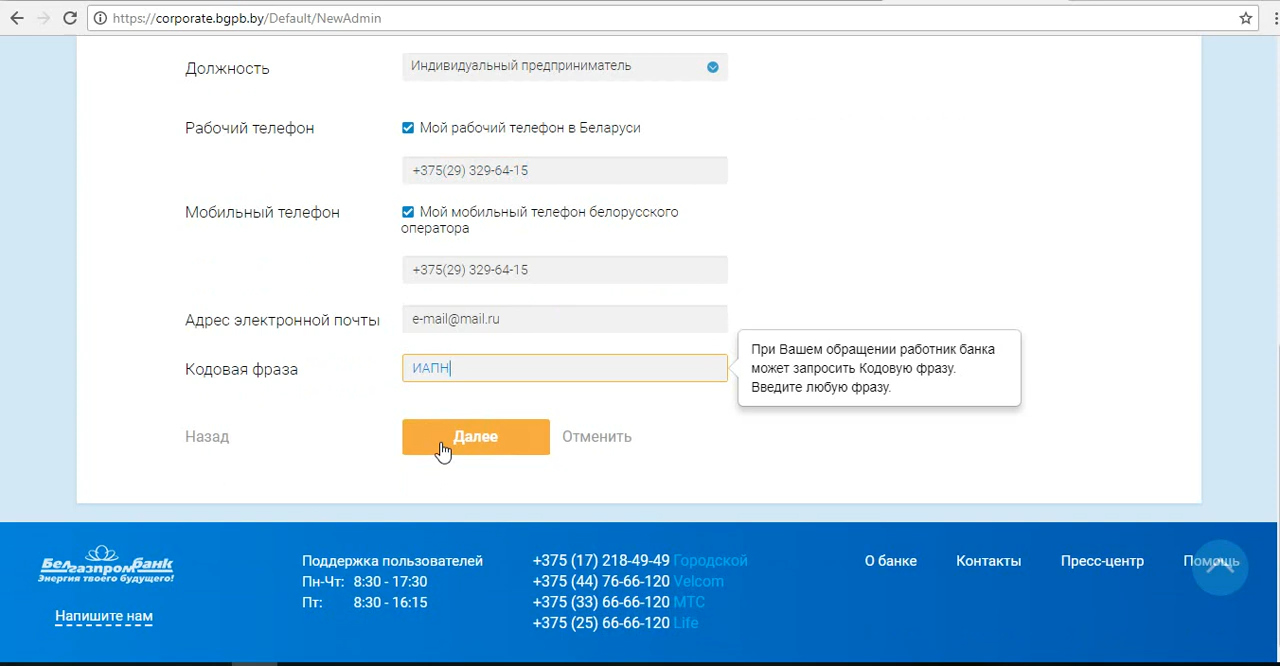 https://corporate.bgpb.by/Default/NewAdmin
Должность
Индивидуальный предприниматель
Рабочий телефон
Мой рабочий телефон в Беларуси
+375(29) 329-64-15
Мобильный телефон
Мой мобильный телефон белорусского
оператора
+375(29) 329-64-15
Адрес электронной почты
e-mail@mail.ru
Кодовая фраза
ИАПН
При Вашем обращении работник банка
может запросить Кодовую фразу.
Введите любую фразу.
Назад
Далее
Отменить
Белгазпромбанк
Энергия твоего будущего!
Напишите нам
Поддержка пользователей
Пн-Чт: 8:30 - 17:30
Пт: 8:30 - 16:15
+375 (17) 218-49-49 Городской
+375 (44) 76-66-120 Velcom
+375 (33) 66-66-120 МТС
+375 (25) 66-66-120 Life
О банке
Контакты
Пресс-центр
Помощь